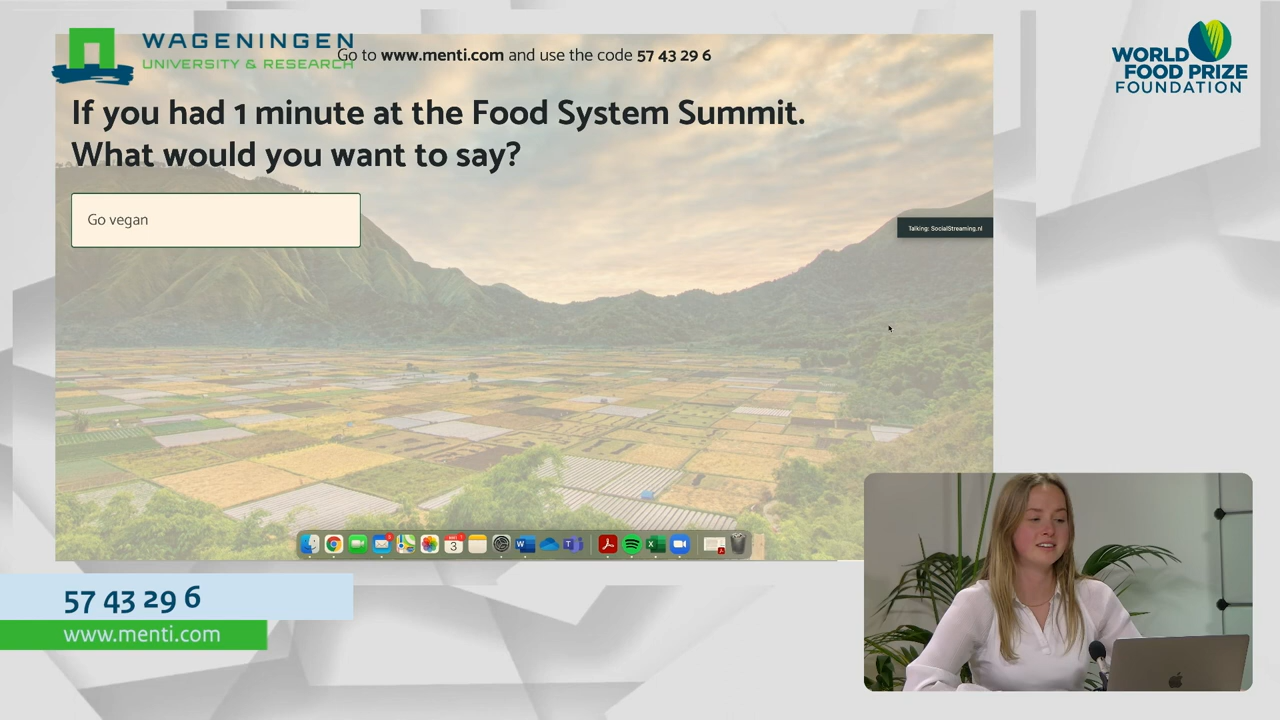 WAGENINGEN
UNIVERSITY & RESEARCH
Go to www.menti.com and use the code 57 43 29 6
WORLD
FOOD PRIZE
FOUNDATION
If you had 1 minute at the Food System Summit.
What would you want to say?
Go vegan
Talking: SocialStreaming.nl
3
57 43 29 6
www.menti.com